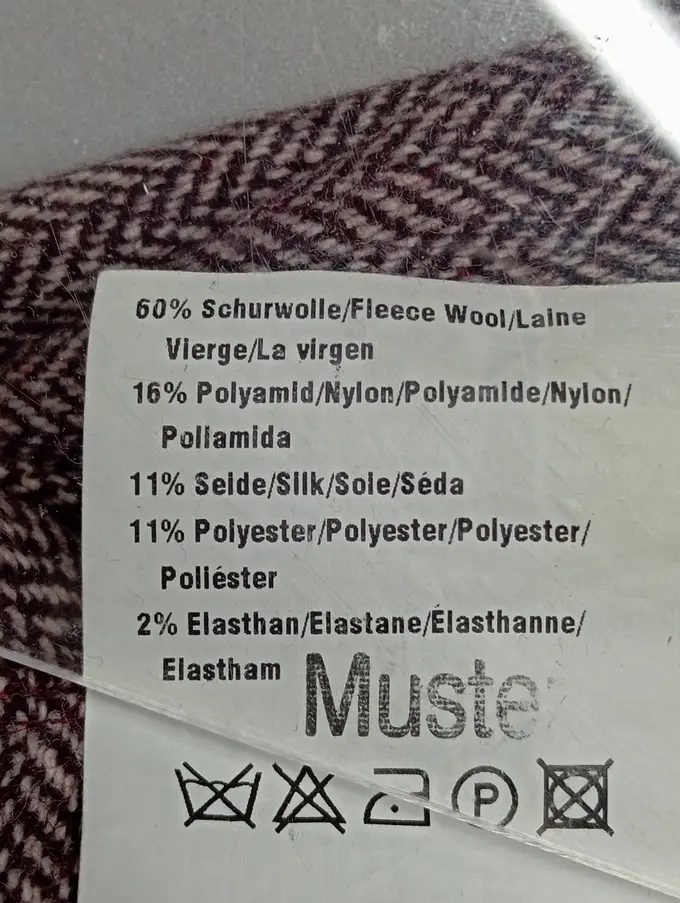 60% Schurwolle/Fleece Wool/Laine
Vierge/La virgen
16% Polyamid/Nylon/Polyamide/Nylon/
Poliamida
11% Seide/Silk/Soie/Séda
11% Polyester/Polyester/Polyester/
Poliéster
2% Elasthan/Elastane/Élasthanne/
Elastham
Muste
P